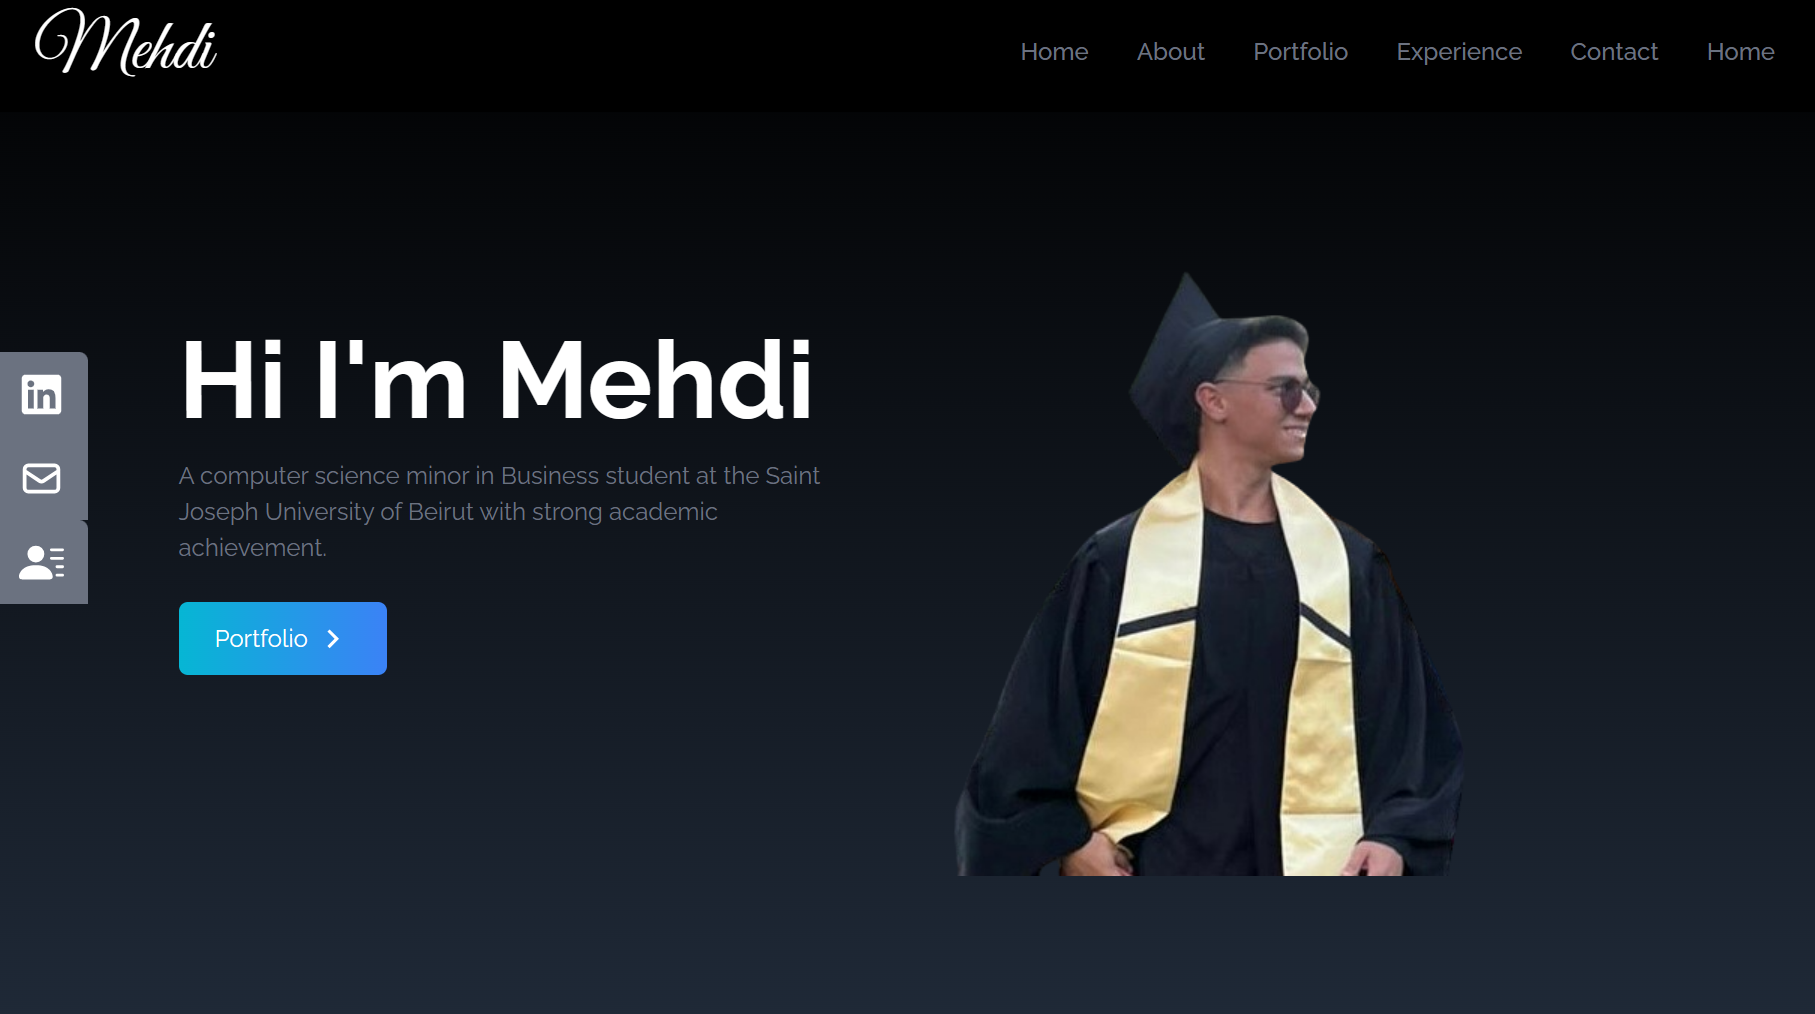 Mehdi
Home About Portfolio Experience Contact Home
Hi I'm Mehdi
in
A computer science minor in Business student at the Saint
Joseph University of Beirut with strong academic
achievement.
Portfolio